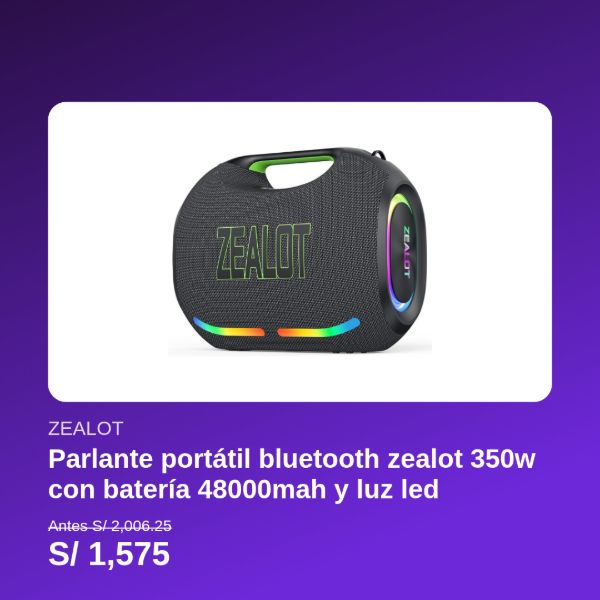 ZEALOT
ZEALOT
ZEALOT
Parlante portátil bluetooth zealot 350w
con batería 48000mah y luz led
Antes S/ 2,006.25
S/ 1,575